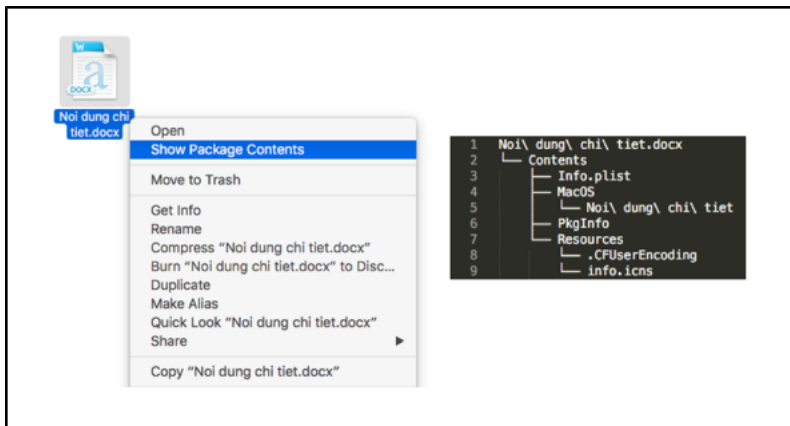 W
a
DOCX
Noi dung chi
tiet.docx
Open
Show Package Contents
Move to Trash
Get Info
Rename
Compress “Noi dung chi tiet.docx”
Burn “Noi dung chi tiet.docx” to Disc...
Duplicate
Make Alias
Quick Look “Noi dung chi tiet.docx”
Share
Copy “Noi dung chi tiet.docx”
1 Noi\ dung\ chi\ tiet.docx
2 └── Contents
3 ├── Info.plist
4 ├── MacOS
5 │ └── Noi\ dung\ chi\ tiet
6 ├── PkgInfo
7 └── Resources
8 ├── .CFUserEncoding
9 └── info.icns